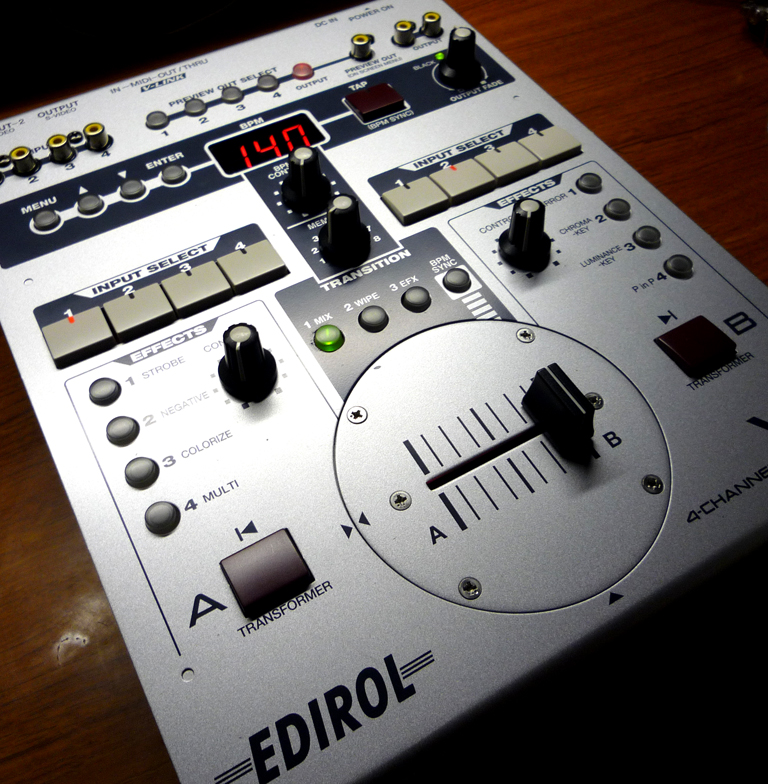 DC IN POWER ON
IN—MIDI-OUT/THRU
V-LINK
PREVIEW OUT SELECT
1 2 3 4 OUTPUT
PREVIEW OUT
OUTPUT
OUTPUT
S-VIDEO
2 3 4
BLACK
OUTPUT FADE
TAP
(BPM SYNC)
BPM
140
MENU ENTER
INPUT SELECT
1 2 3 4
INPUT SELECT
1 2 3 4
TRANSITION
1 MIX 2 WIPE 3 EFX BPM SYNC
EFFECTS
1
CHROMA -KEY 2
LUMINANCE -KEY 3
P in P 4
EFFECTS
1 STROBE
2 NEGATIVE
3 COLORIZE
4 MULTI
B
TRANSFORMER
A B
A
TRANSFORMER
4-CHANNE
EDIROL